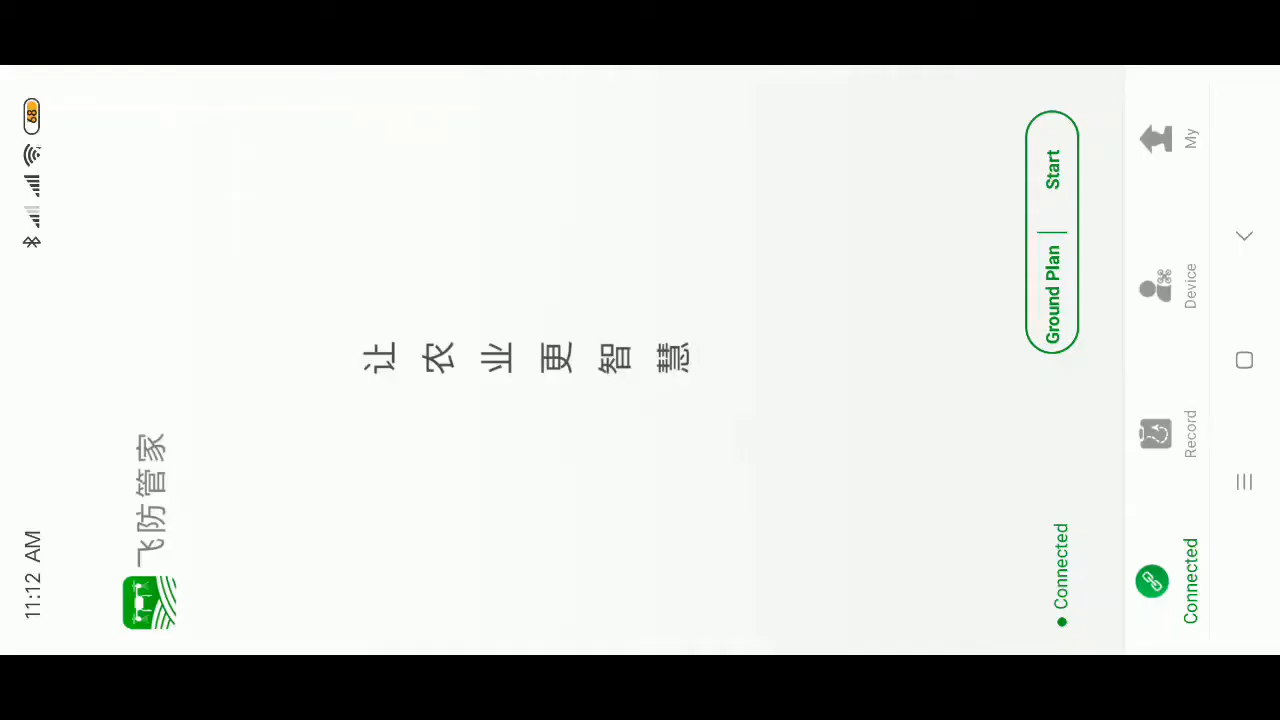 11:12 AM
68
飞防管家
让农业更智慧
Connected
Ground Plan | Start
Connected
Record
Device
My